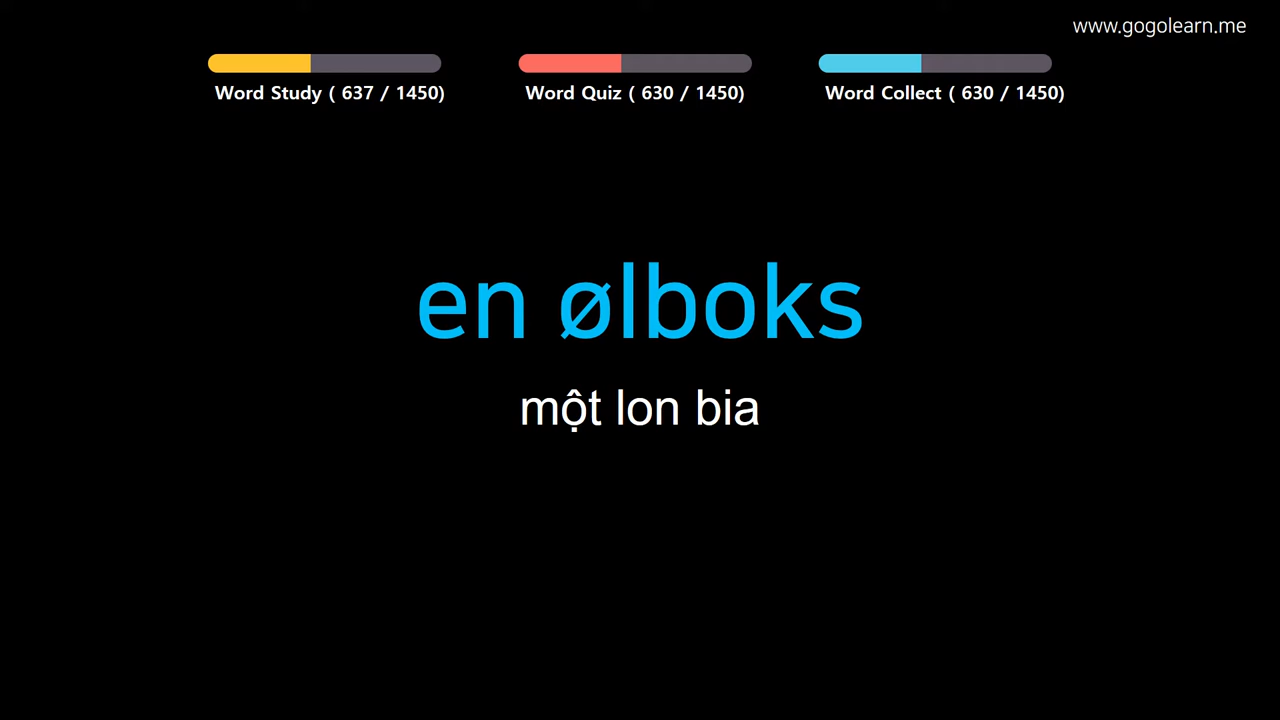 www.gogolearn.me
Word Study ( 637 / 1450)
Word Quiz ( 630 / 1450)
Word Collect ( 630 / 1450)
en ølboks
một lon bia